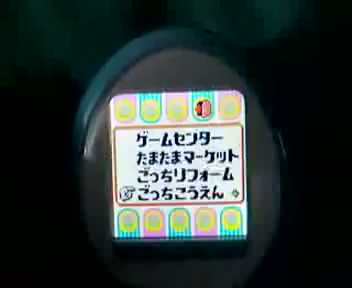 ゲームセンター
たまたまマーケット
ごっちリフォーム
ごっちこうえん